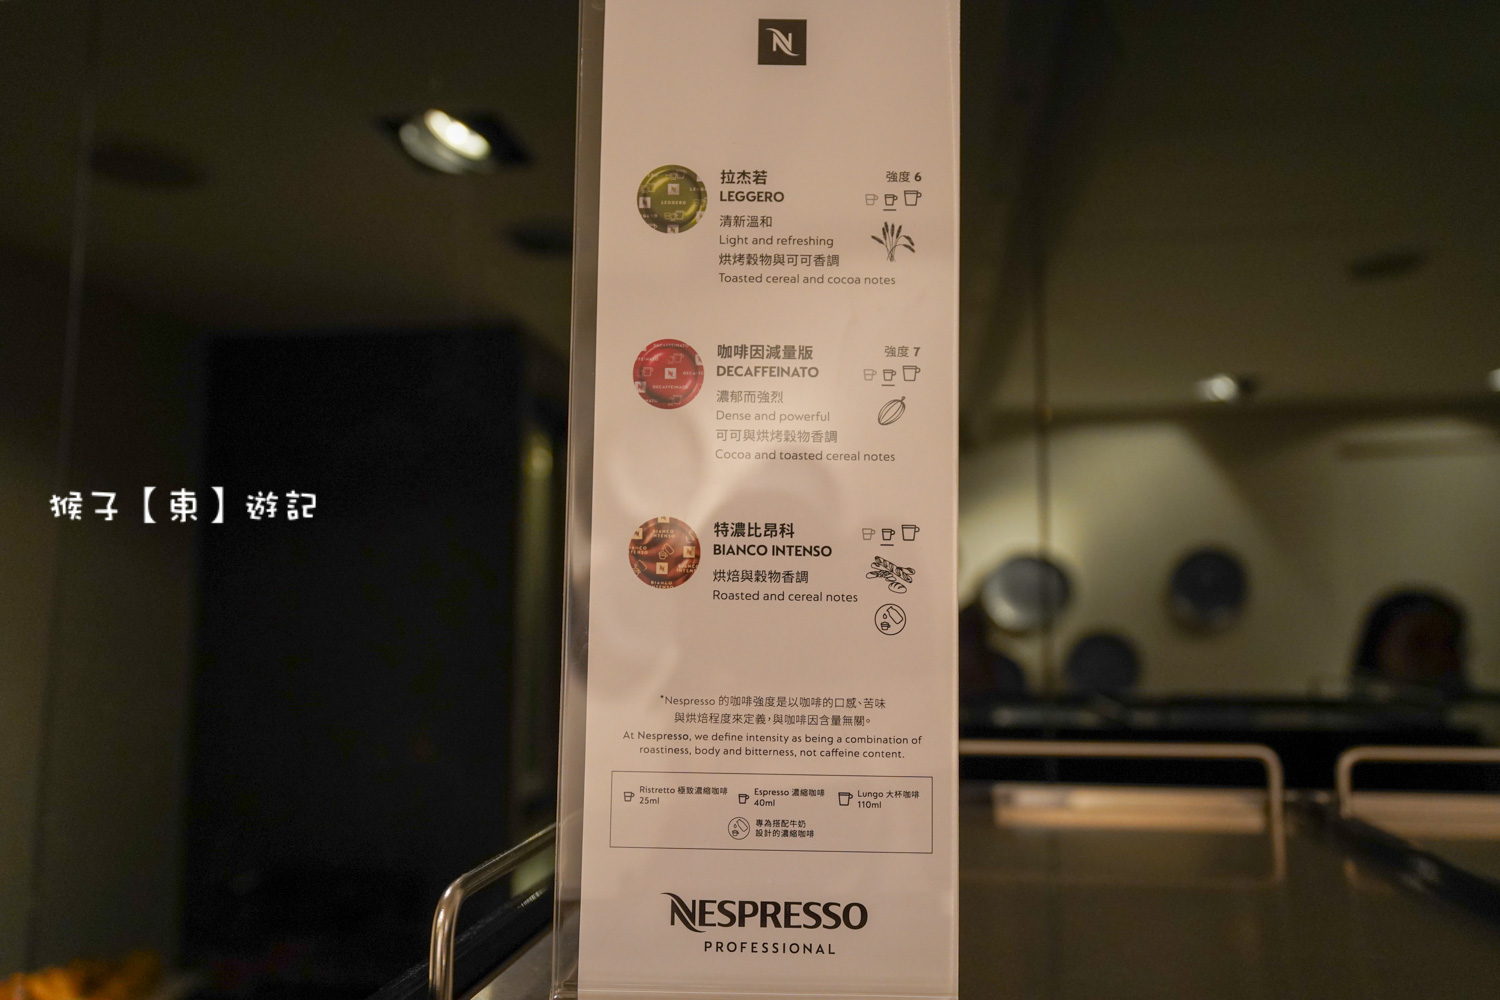 N
拉杰若
LEGGERO
強度 6
清新溫和
Light and refreshing
烘烤穀物與可可香調
Toasted cereal and cocoa notes
咖啡因減量版
DECAFFEINATO
強度 7
濃郁而強烈
Dense and powerful
可可與烘烤穀物香調
Cocoa and toasted cereal notes
特濃比昂科
BIANCO INTENSO
烘焙與穀物香調
Roasted and cereal notes
*Nespresso 的咖啡強度是以咖啡的口感、苦味
與烘焙程度來定義，與咖啡因含量無關。
At Nespresso, we define intensity as being a combination of
roastiness, body and bitterness, not caffeine content.
Ristretto 極致濃縮咖啡
25ml
Espresso 濃縮咖啡
40ml
Lungo 大杯咖啡
110ml
專為搭配牛奶
設計的濃縮咖啡
NESPRESSO
PROFESSIONAL
猴子【東】遊記